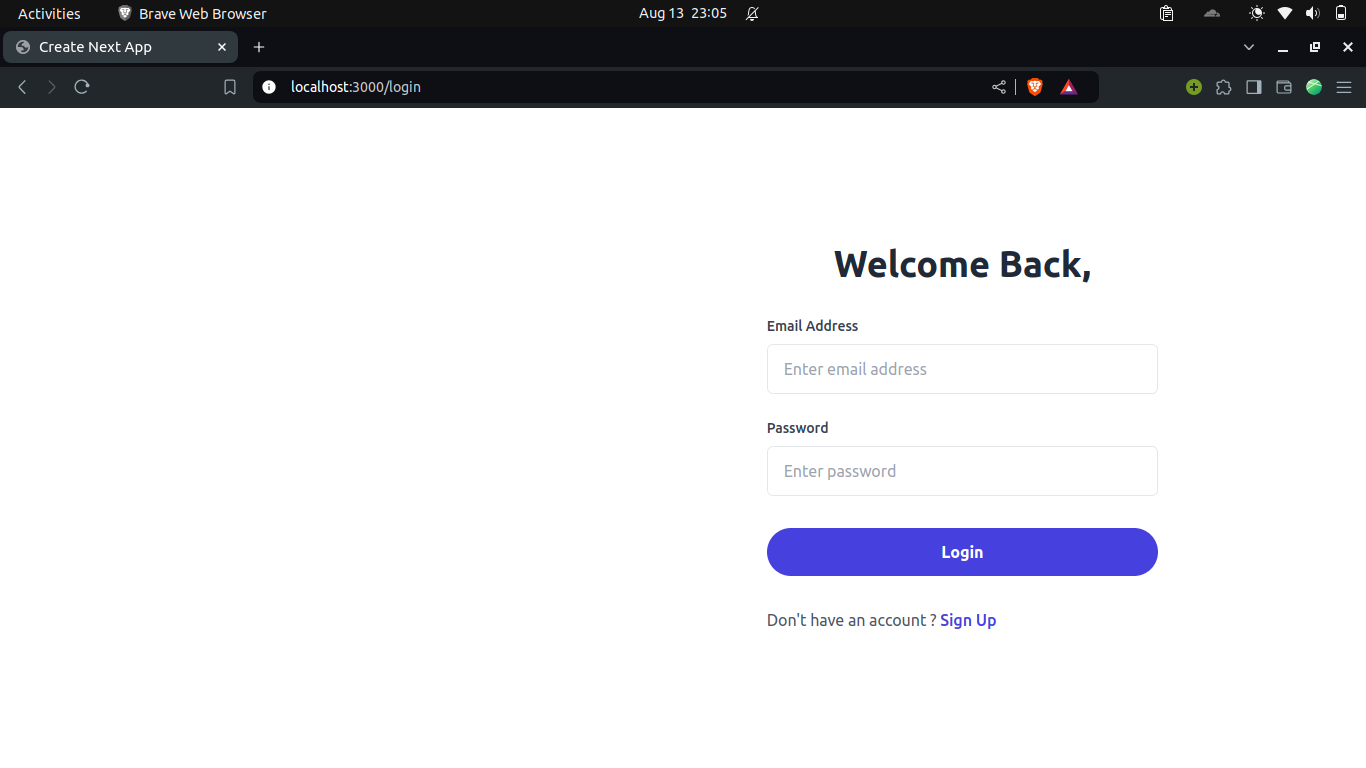 Activities
Brave Web Browser
Aug 13 23:05
Create Next App
localhost:3000/login
Welcome Back,
Email Address
Enter email address
Password
Enter password
Login
Don't have an account ? Sign Up